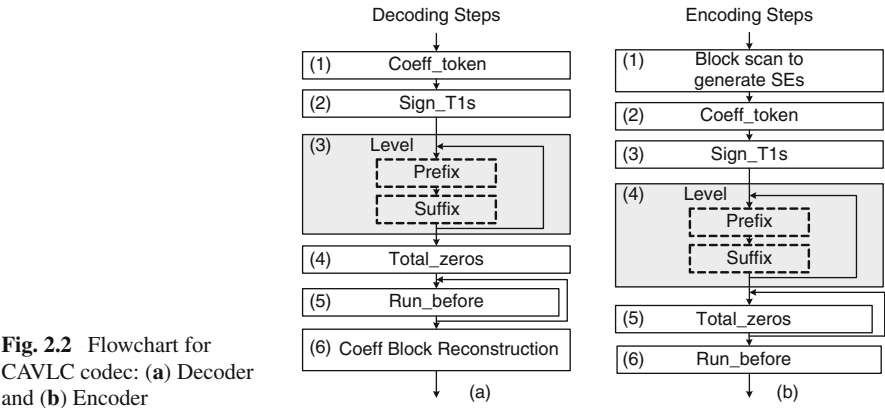 Decoding Steps
(1) Coeff_token
(2) Sign_T1s
(3) Level
Prefix
Suffix
(4) Total_zeros
(5) Run_before
(6) Coeff Block Reconstruction
(a)
Encoding Steps
(1) Block scan to
generate SEs
(2) Coeff_token
(3) Sign_T1s
(4) Level
Prefix
Suffix
(5) Total_zeros
(6) Run_before
(b)
Fig. 2.2 Flowchart for
CAVLC codec: (a) Decoder
and (b) Encoder